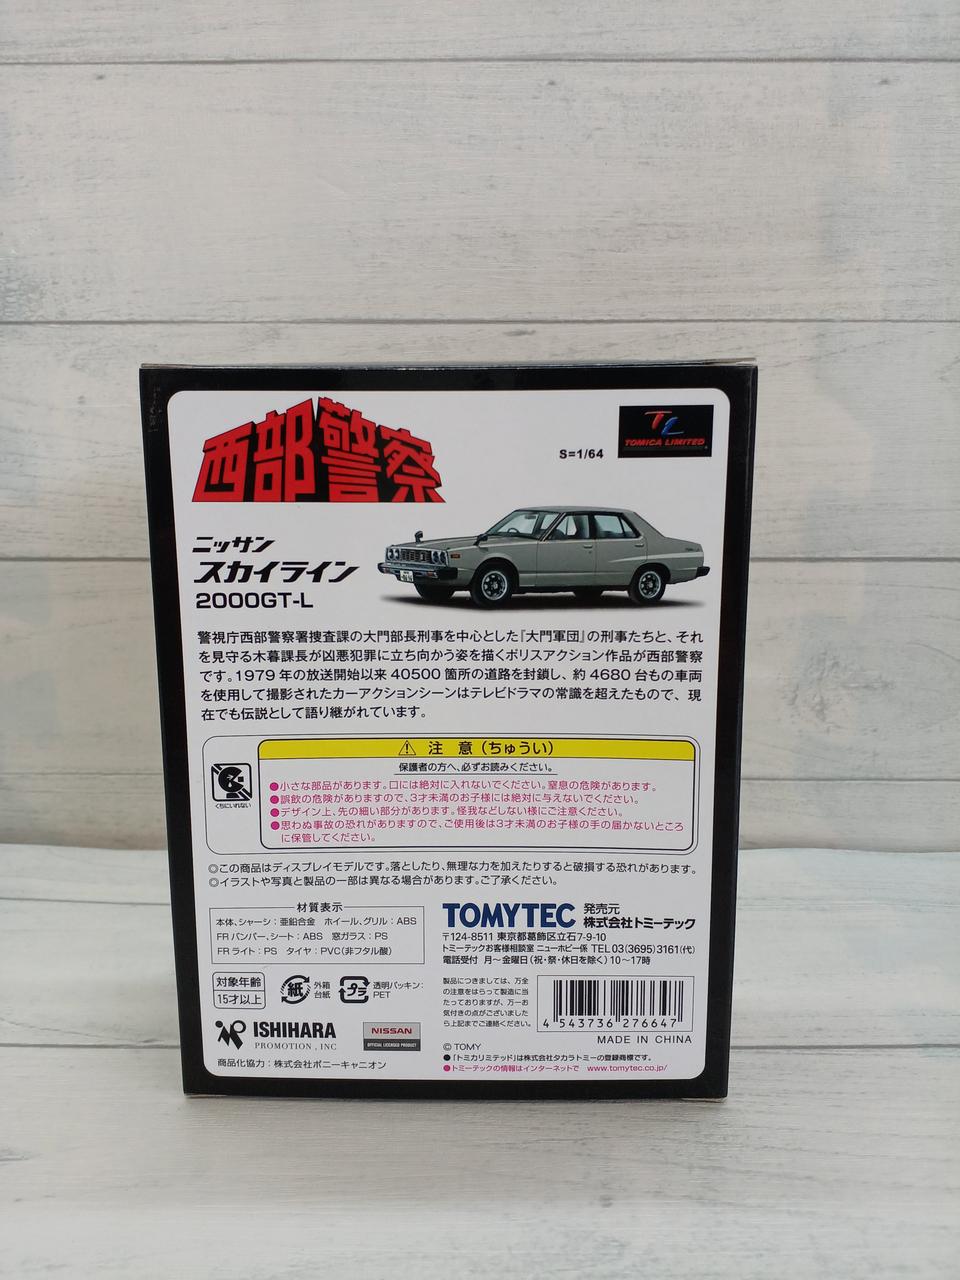 西部警察
S=1/64
TL
TOMICA LIMITED
ニッサン
スカイライン
2000GT-L
警視庁西部警察署捜査課の大門部長刑事を中心とした『大門軍団』の刑事たちと、それ
を見守る木暮課長が凶悪犯罪に立ち向かう姿を描くポリスアクション作品が西部警察
です。1979年の放送開始以来40500箇所の道路を封鎖し、約4680台もの車両
を使用して撮影されたカーアクションシーンはテレビドラマの常識を超えたもので、現
在でも伝説として語り継がれています。
注 意(ちゅうい)
保護者の方へ、必ずお読みください。
くちにいれない
●小さな部品があります。口には絶対に入れないでください。窒息の危険があります。
●誤飲の危険がありますので、3才未満のお子様には絶対に与えないでください。
●デザイン上、先の細い部分があります。怪我などしない様にご注意ください。
●思わぬ事故の恐れがありますので、ご使用後は3才未満のお子様の手の届かないところ
に保管してください。
◎この商品はディスプレイモデルです。落としたり、無理な力を加えたりすると破損する恐れがあります。
◎イラストや写真と製品の一部は異なる場合があります。ご了承ください。
材質表示
本体、シャーシ：亜鉛合金 ホイール、グリル：ABS
FRバンパー、シート：ABS 窓ガラス：PS
FRライト：PS タイヤ：PVC(非フタル酸)
TOMYTEC 発売元
株式会社トミーテック
〒124-8511 東京都葛飾区立石7-9-10
トミーテックお客様相談室 ニューホビー係 TEL.03(3695)3161(代)
電話受付 月〜金曜日(祝・祭・休日を除く)10〜17時
対象年齢
15才以上
紙
外箱
台紙
プラ
透明パッキン：
PET
製品につきましては、万全
の注意をはらって製造に当
たっておりますが、万一お
気付きの点がございました
ら上記までご連絡ください。
4 543736 276647
MADE IN CHINA
ISHIHARA
PROMOTION , INC
NISSAN
OFFICIAL LICENSED PRODUCT
商品化協力：株式会社ポニーキャニオン
© TOMY
●「トミカリミテッド」は株式会社タカラトミーの登録商標です。
●トミーテックの情報はインターネットで www.tomytec.co.jp/